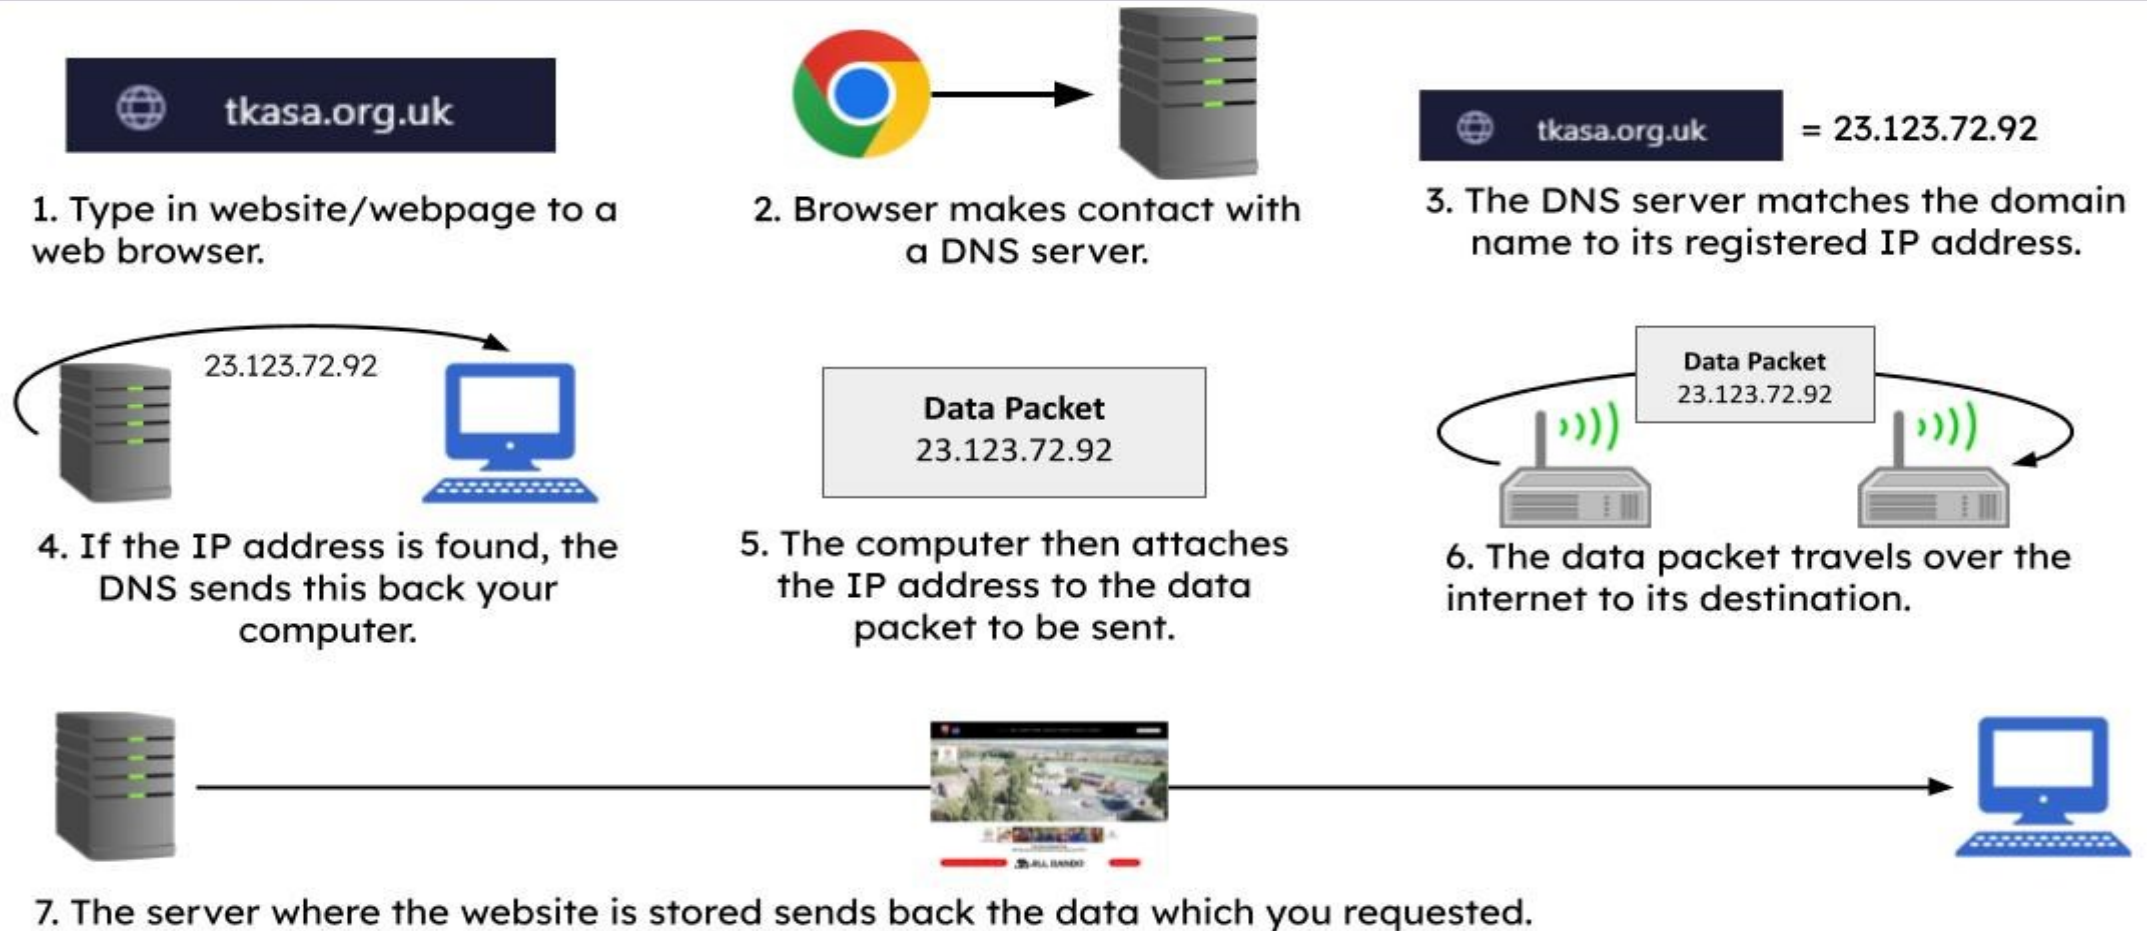 tkasa.org.uk
1. Type in website/webpage to a
web browser.
2. Browser makes contact with
a DNS server.
tkasa.org.uk = 23.123.72.92
3. The DNS server matches the domain
name to its registered IP address.
23.123.72.92
4. If the IP address is found, the
DNS sends this back your
computer.
Data Packet
23.123.72.92
5. The computer then attaches
the IP address to the data
packet to be sent.
Data Packet
23.123.72.92
6. The data packet travels over the
internet to its destination.
7. The server where the website is stored sends back the data which you requested.